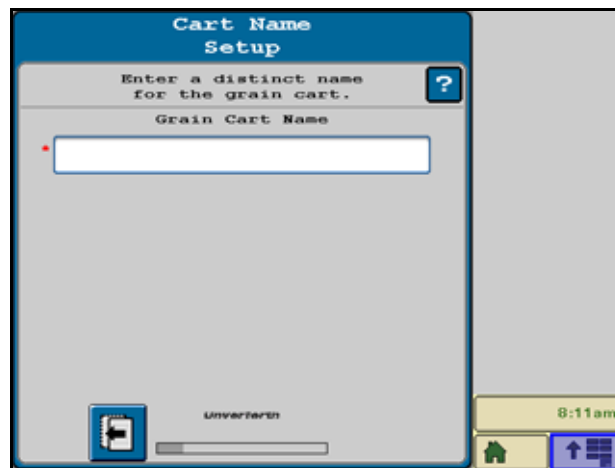 Cart Name
Setup
Enter a distinct name
for the grain cart.
?
Grain Cart Name
*
Unverferth
8:11am